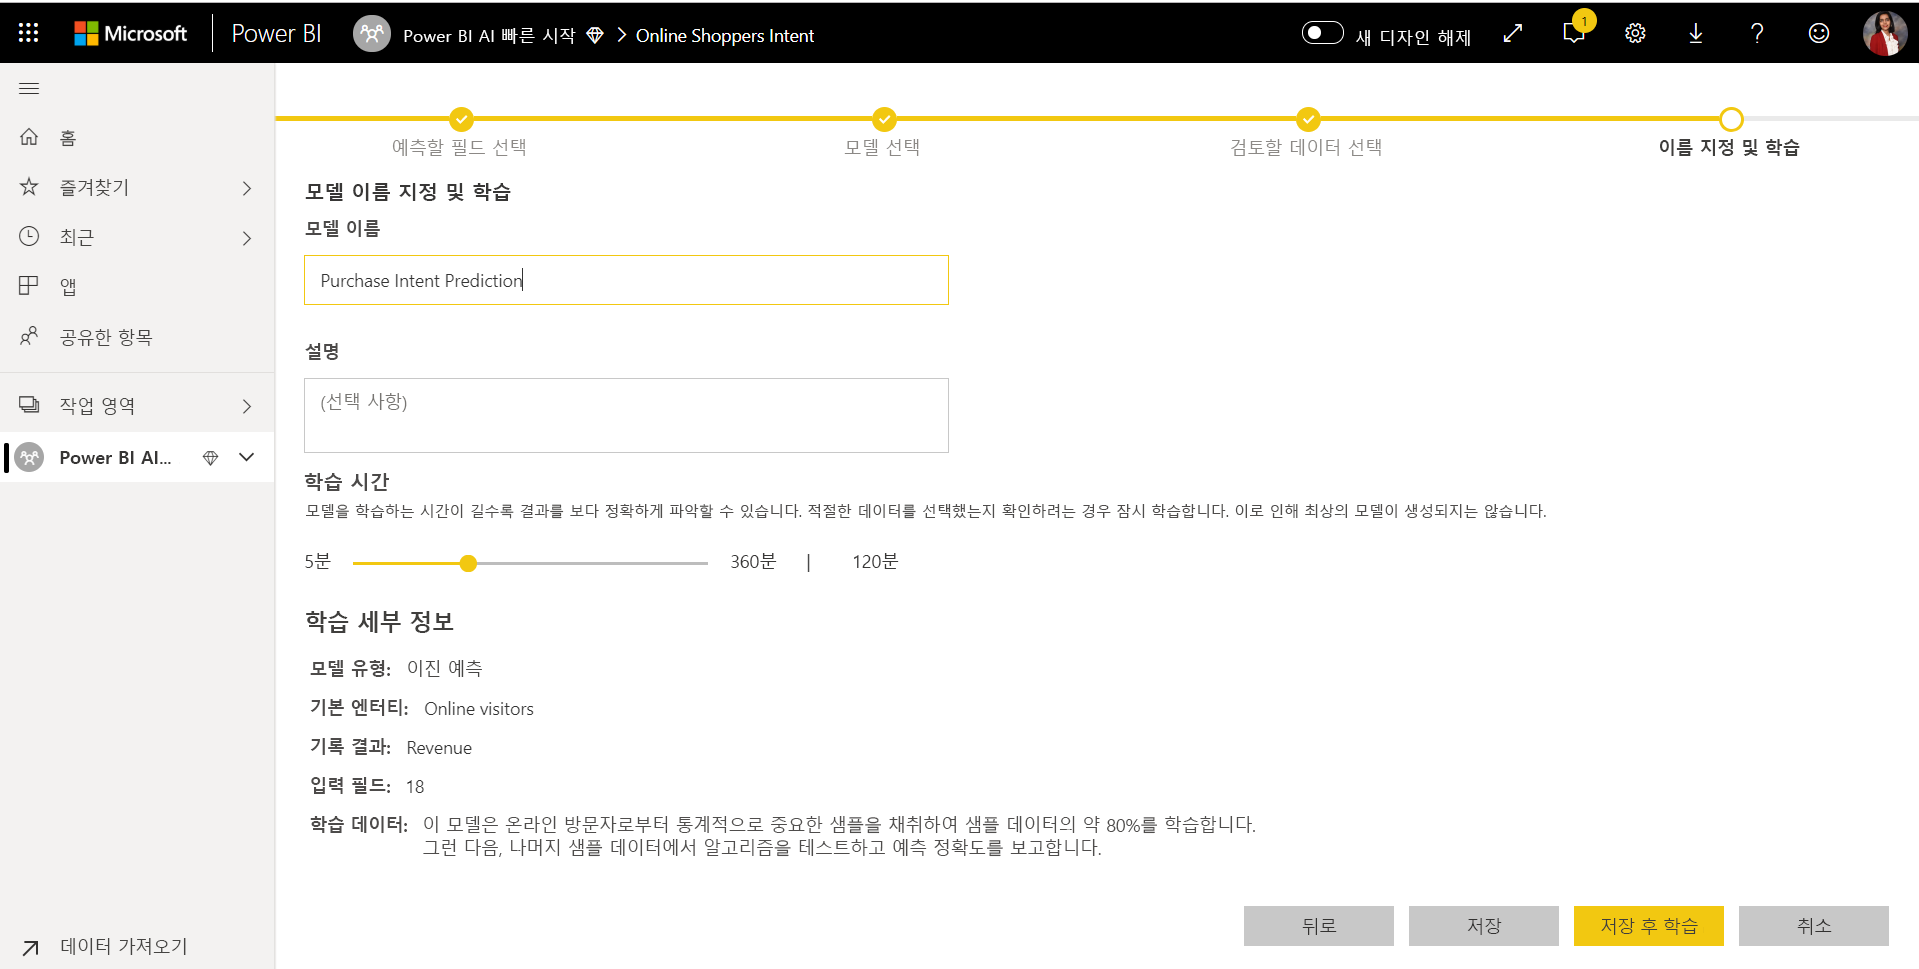 Microsoft Power BI Power BI AI 빠른 시작 > Online Shoppers Intent 새 디자인 해제 1 ?
홈
즐겨찾기
최근
앱
공유한 항목
작업 영역
Power BI AI...
데이터 가져오기
예측할 필드 선택 모델 선택 검토할 데이터 선택 이름 지정 및 학습
모델 이름 지정 및 학습
모델 이름
Purchase Intent Prediction
설명
(선택 사항)
학습 시간
모델을 학습하는 시간이 길수록 결과를 보다 정확하게 파악할 수 있습니다. 적절한 데이터를 선택했는지 확인하려는 경우 잠시 학습합니다. 이로 인해 최상의 모델이 생성되지는 않습니다.
5분 360분 | 120분
학습 세부 정보
모델 유형: 이진 예측
기본 엔터티: Online visitors
기록 결과: Revenue
입력 필드: 18
학습 데이터: 이 모델은 온라인 방문자로부터 통계적으로 중요한 샘플을 채취하여 샘플 데이터의 약 80%를 학습합니다.
그런 다음, 나머지 샘플 데이터에서 알고리즘을 테스트하고 예측 정확도를 보고합니다.
뒤로 저장 저장 후 학습 취소